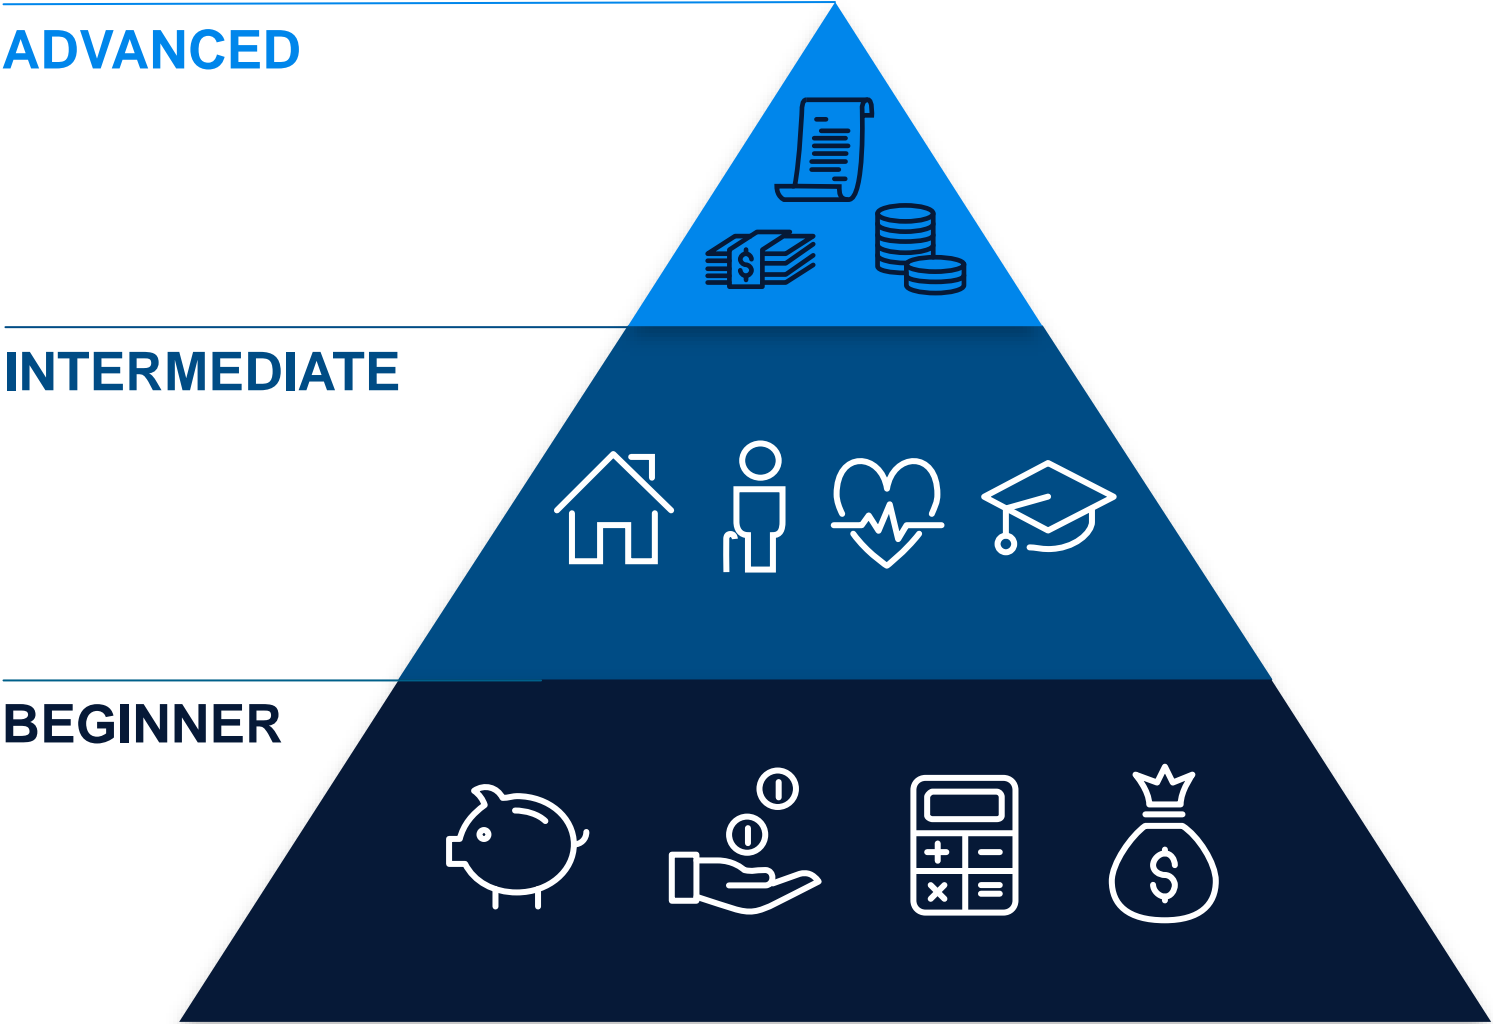 ADVANCED
$
INTERMEDIATE
BEGINNER
$